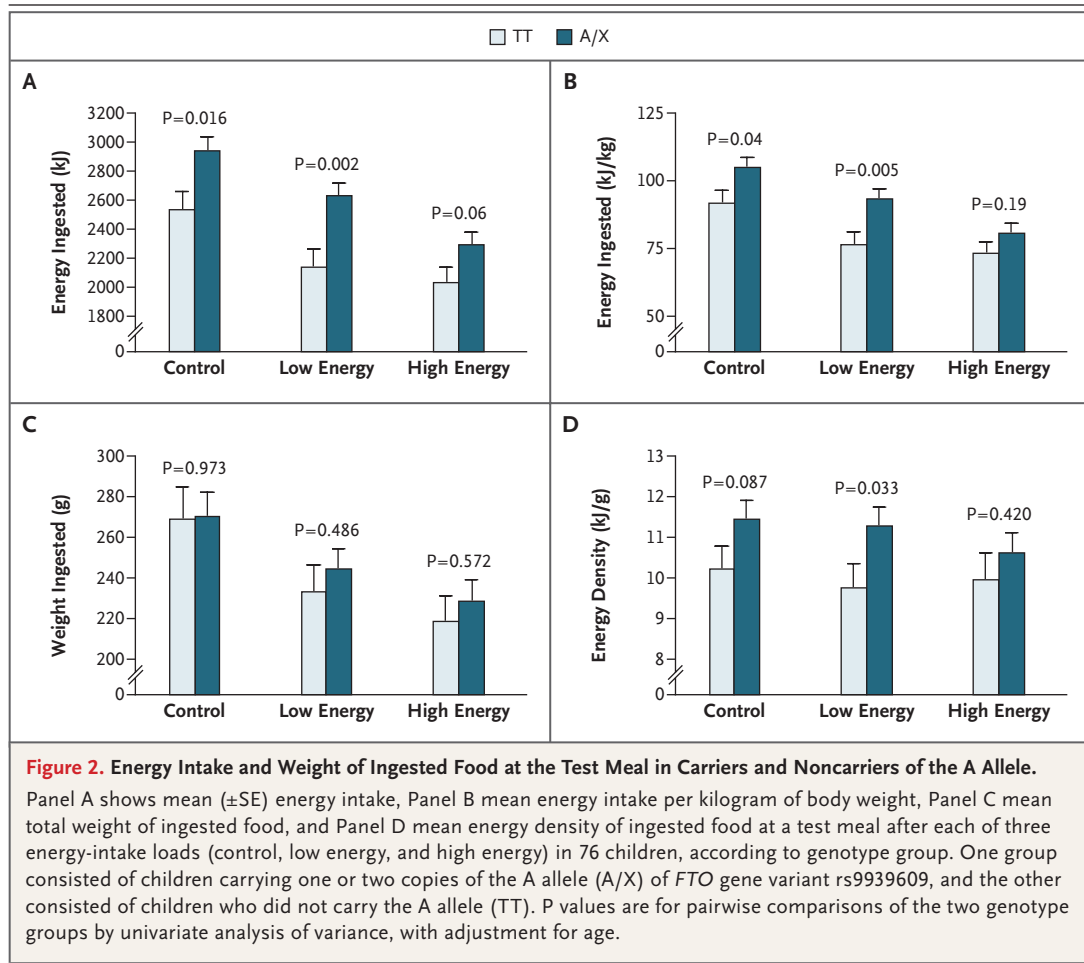 TT A/X
A
Energy Ingested (kJ)
3200
3000
2800
2600
2400
2200
2000
1800
0
P=0.016
P=0.002
P=0.06
Control Low Energy High Energy
B
Energy Ingested (kJ/kg)
125
100
75
50
0
P=0.04
P=0.005
P=0.19
Control Low Energy High Energy
C
Weight Ingested (g)
300
280
260
240
220
200
0
P=0.973
P=0.486
P=0.572
Control Low Energy High Energy
D
Energy Density (kJ/g)
13
12
11
10
9
8
0
P=0.087
P=0.033
P=0.420
Control Low Energy High Energy
Figure 2. Energy Intake and Weight of Ingested Food at the Test Meal in Carriers and Noncarriers of the A Allele.
Panel A shows mean (±SE) energy intake, Panel B mean energy intake per kilogram of body weight, Panel C mean
total weight of ingested food, and Panel D mean energy density of ingested food at a test meal after each of three
energy-intake loads (control, low energy, and high energy) in 76 children, according to genotype group. One group
consisted of children carrying one or two copies of the A allele (A/X) of FTO gene variant rs9939609, and the other
consisted of children who did not carry the A allele (TT). P values are for pairwise comparisons of the two genotype
groups by univariate analysis of variance, with adjustment for age.